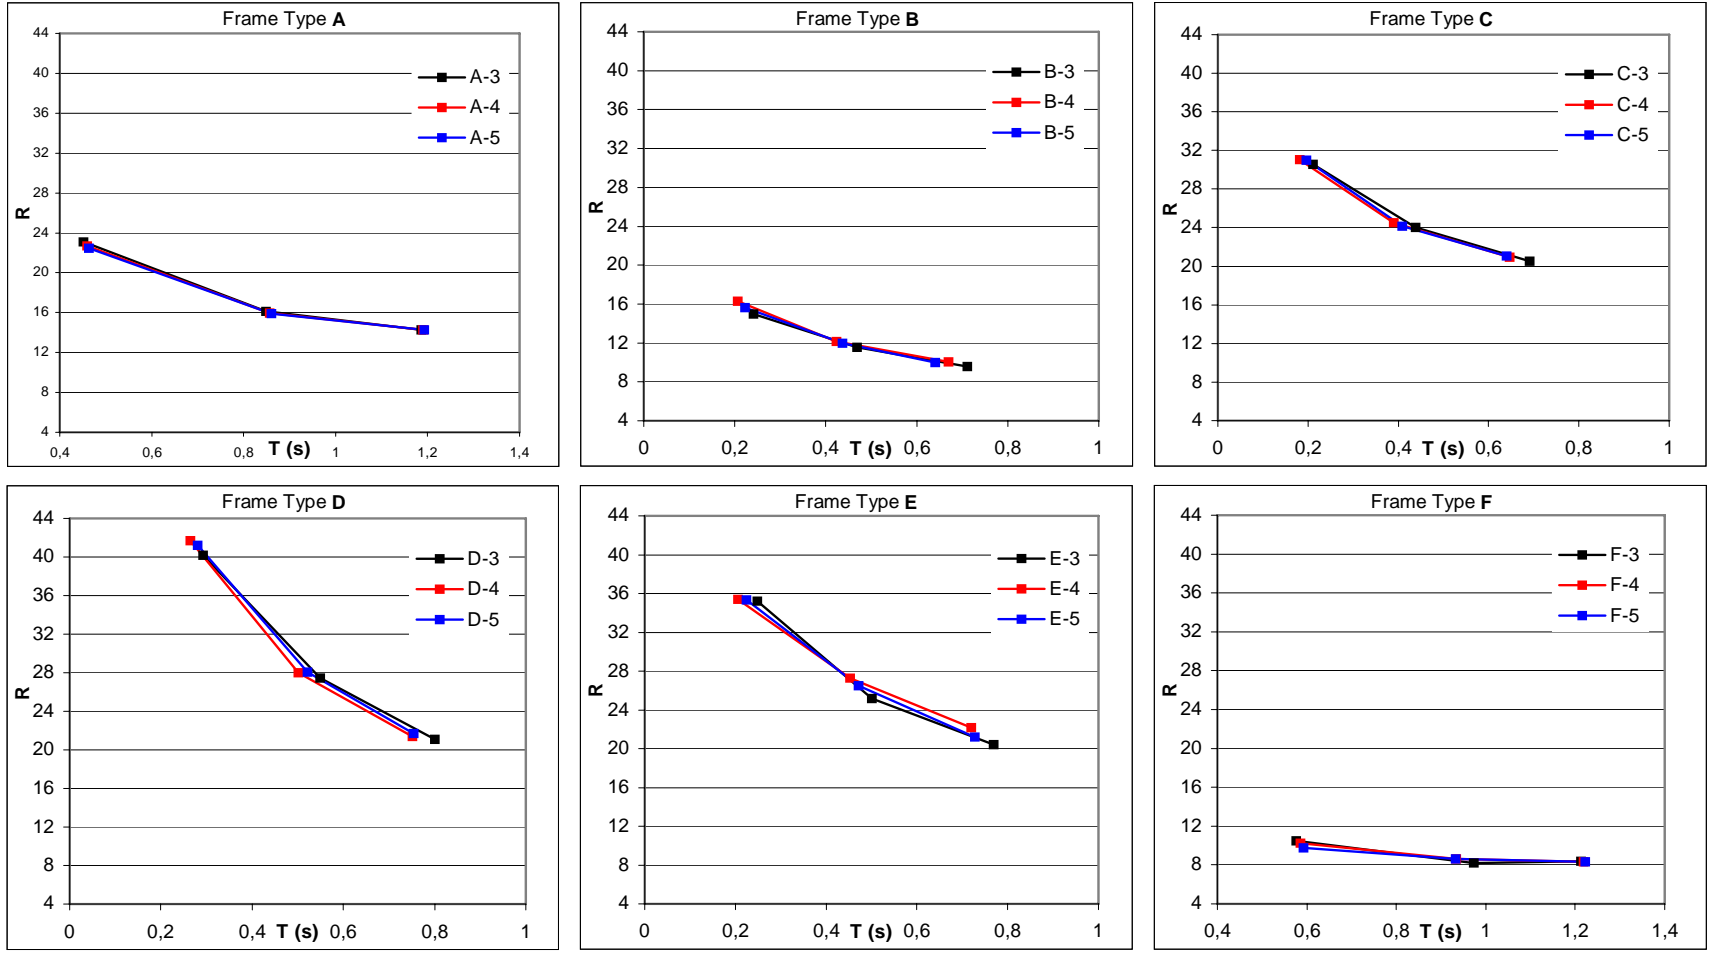 Frame Type A
44
40
36
32
28
24
20
16
12
8
4
R
0,4
0,6
0,8
T (s)
1
1,2
1,4
A-3
A-4
A-5
Frame Type B
44
40
36
32
28
24
20
16
12
8
4
R
0
0,2
0,4
T (s)
0,6
0,8
1
B-3
B-4
B-5
Frame Type C
44
40
36
32
28
24
20
16
12
8
4
R
0
0,2
0,4
T (s)
0,6
0,8
1
C-3
C-4
C-5
Frame Type D
44
40
36
32
28
24
20
16
12
8
4
R
0
0,2
0,4
T (s)
0,6
0,8
1
D-3
D-4
D-5
Frame Type E
44
40
36
32
28
24
20
16
12
8
4
R
0
0,2
0,4
T (s)
0,6
0,8
1
E-3
E-4
E-5
Frame Type F
44
40
36
32
28
24
20
16
12
8
4
R
0,4
0,6
0,8
T (s)
1
1,2
1,4
F-3
F-4
F-5